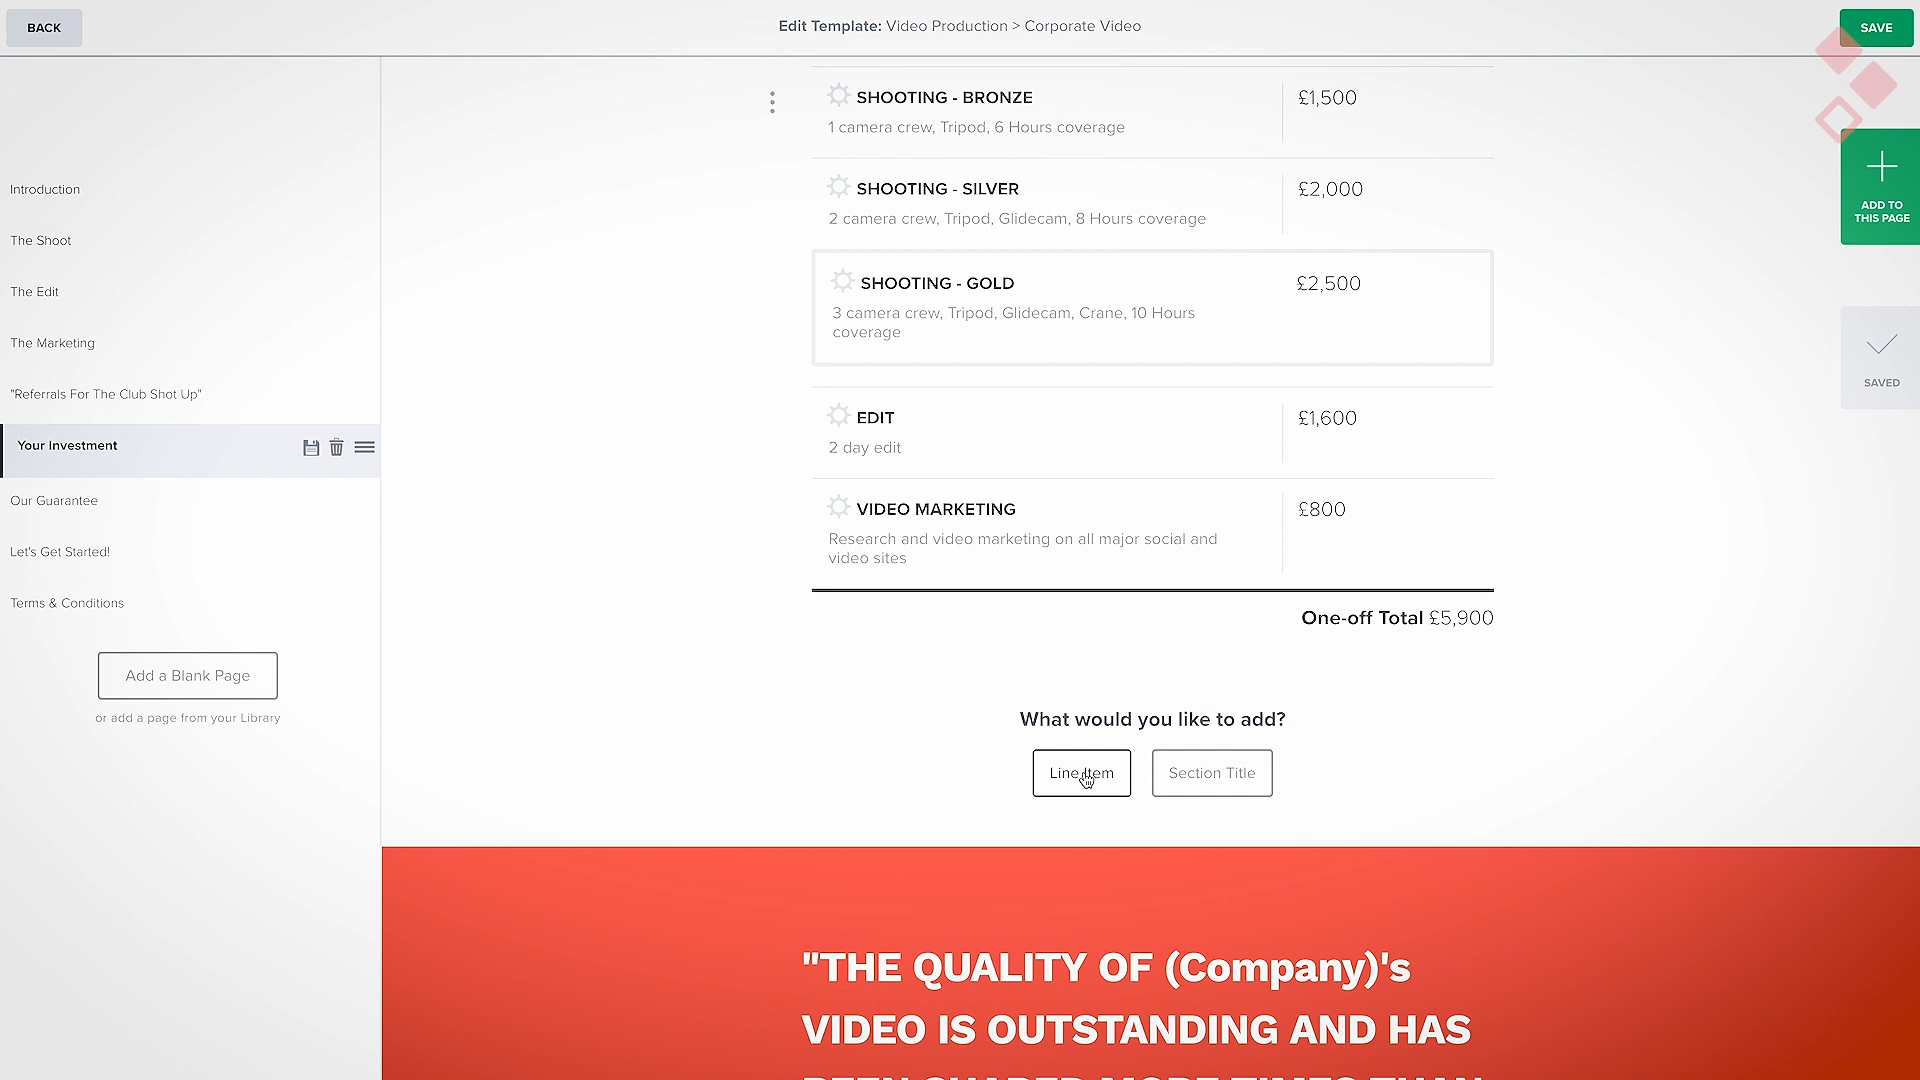 BACK
Edit Template: Video Production > Corporate Video
SAVE
SHOOTING - BRONZE
£1,500
1 camera crew, Tripod, 6 Hours coverage
SHOOTING - SILVER
£2,000
2 camera crew, Tripod, Glidecam, 8 Hours coverage
SHOOTING - GOLD
£2,500
3 camera crew, Tripod, Glidecam, Crane, 10 Hours
coverage
EDIT
£1,600
2 day edit
VIDEO MARKETING
£800
Research and video marketing on all major social and
video sites
One-off Total £5,900
What would you like to add?
Line Item
Section Title
"THE QUALITY OF (Company)'s
VIDEO IS OUTSTANDING AND HAS
BEEN SHARED MORE TIMES THAN
Introduction
The Shoot
The Edit
The Marketing
"Referrals For The Club Shot Up"
Your Investment
Our Guarantee
Let's Get Started!
Terms & Conditions
Add a Blank Page
or add a page from your Library
ADD TO
THIS PAGE
SAVED